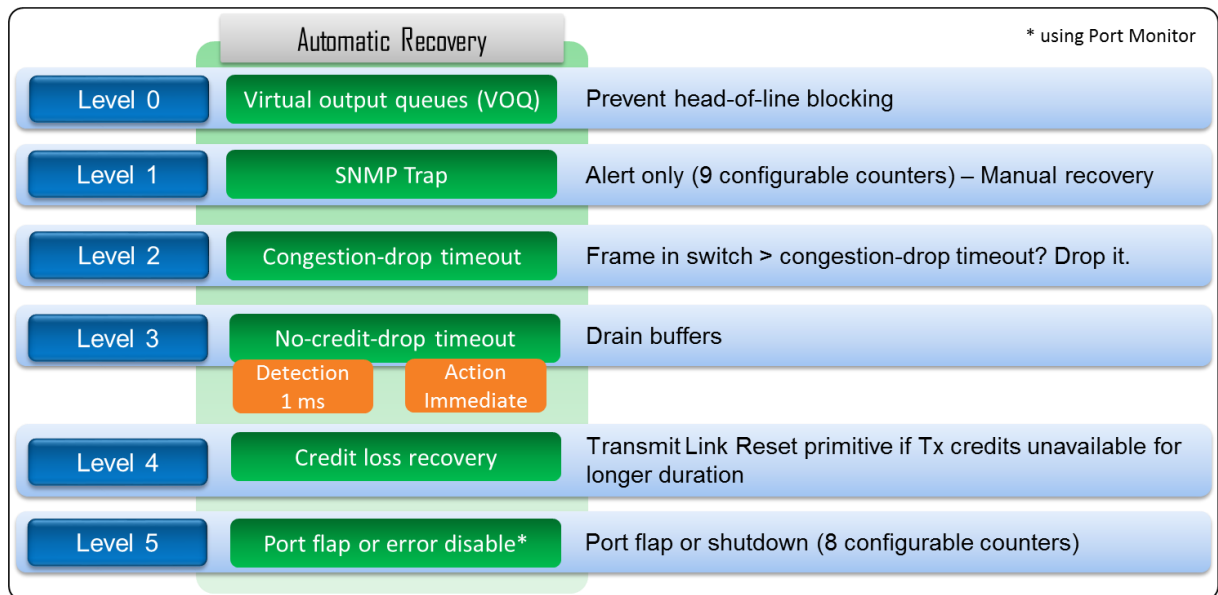 Automatic Recovery
* using Port Monitor
Level 0
Virtual output queues (VOQ)
Prevent head-of-line blocking
Level 1
SNMP Trap
Alert only (9 configurable counters) – Manual recovery
Level 2
Congestion-drop timeout
Frame in switch > congestion-drop timeout? Drop it.
Level 3
No-credit-drop timeout
Drain buffers
Detection
1 ms
Action
Immediate
Level 4
Credit loss recovery
Transmit Link Reset primitive if Tx credits unavailable for
longer duration
Level 5
Port flap or error disable*
Port flap or shutdown (8 configurable counters)